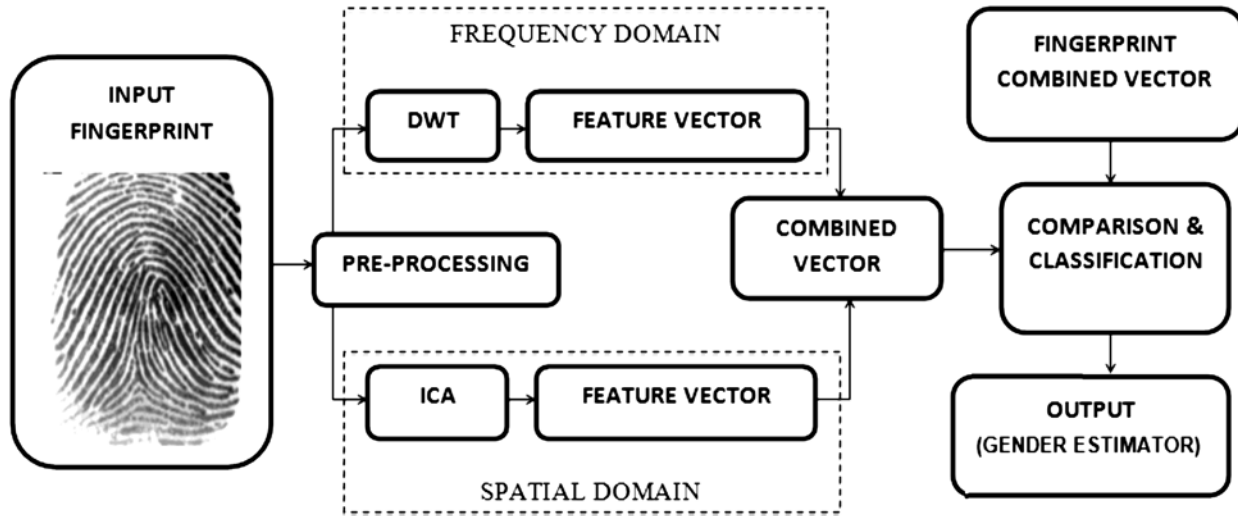 INPUT
FINGERPRINT
PRE-PROCESSING
FREQUENCY DOMAIN
DWT
FEATURE VECTOR
ICA
FEATURE VECTOR
SPATIAL DOMAIN
COMBINED
VECTOR
FINGERPRINT
COMBINED VECTOR
COMPARISON &
CLASSIFICATION
OUTPUT
(GENDER ESTIMATOR)